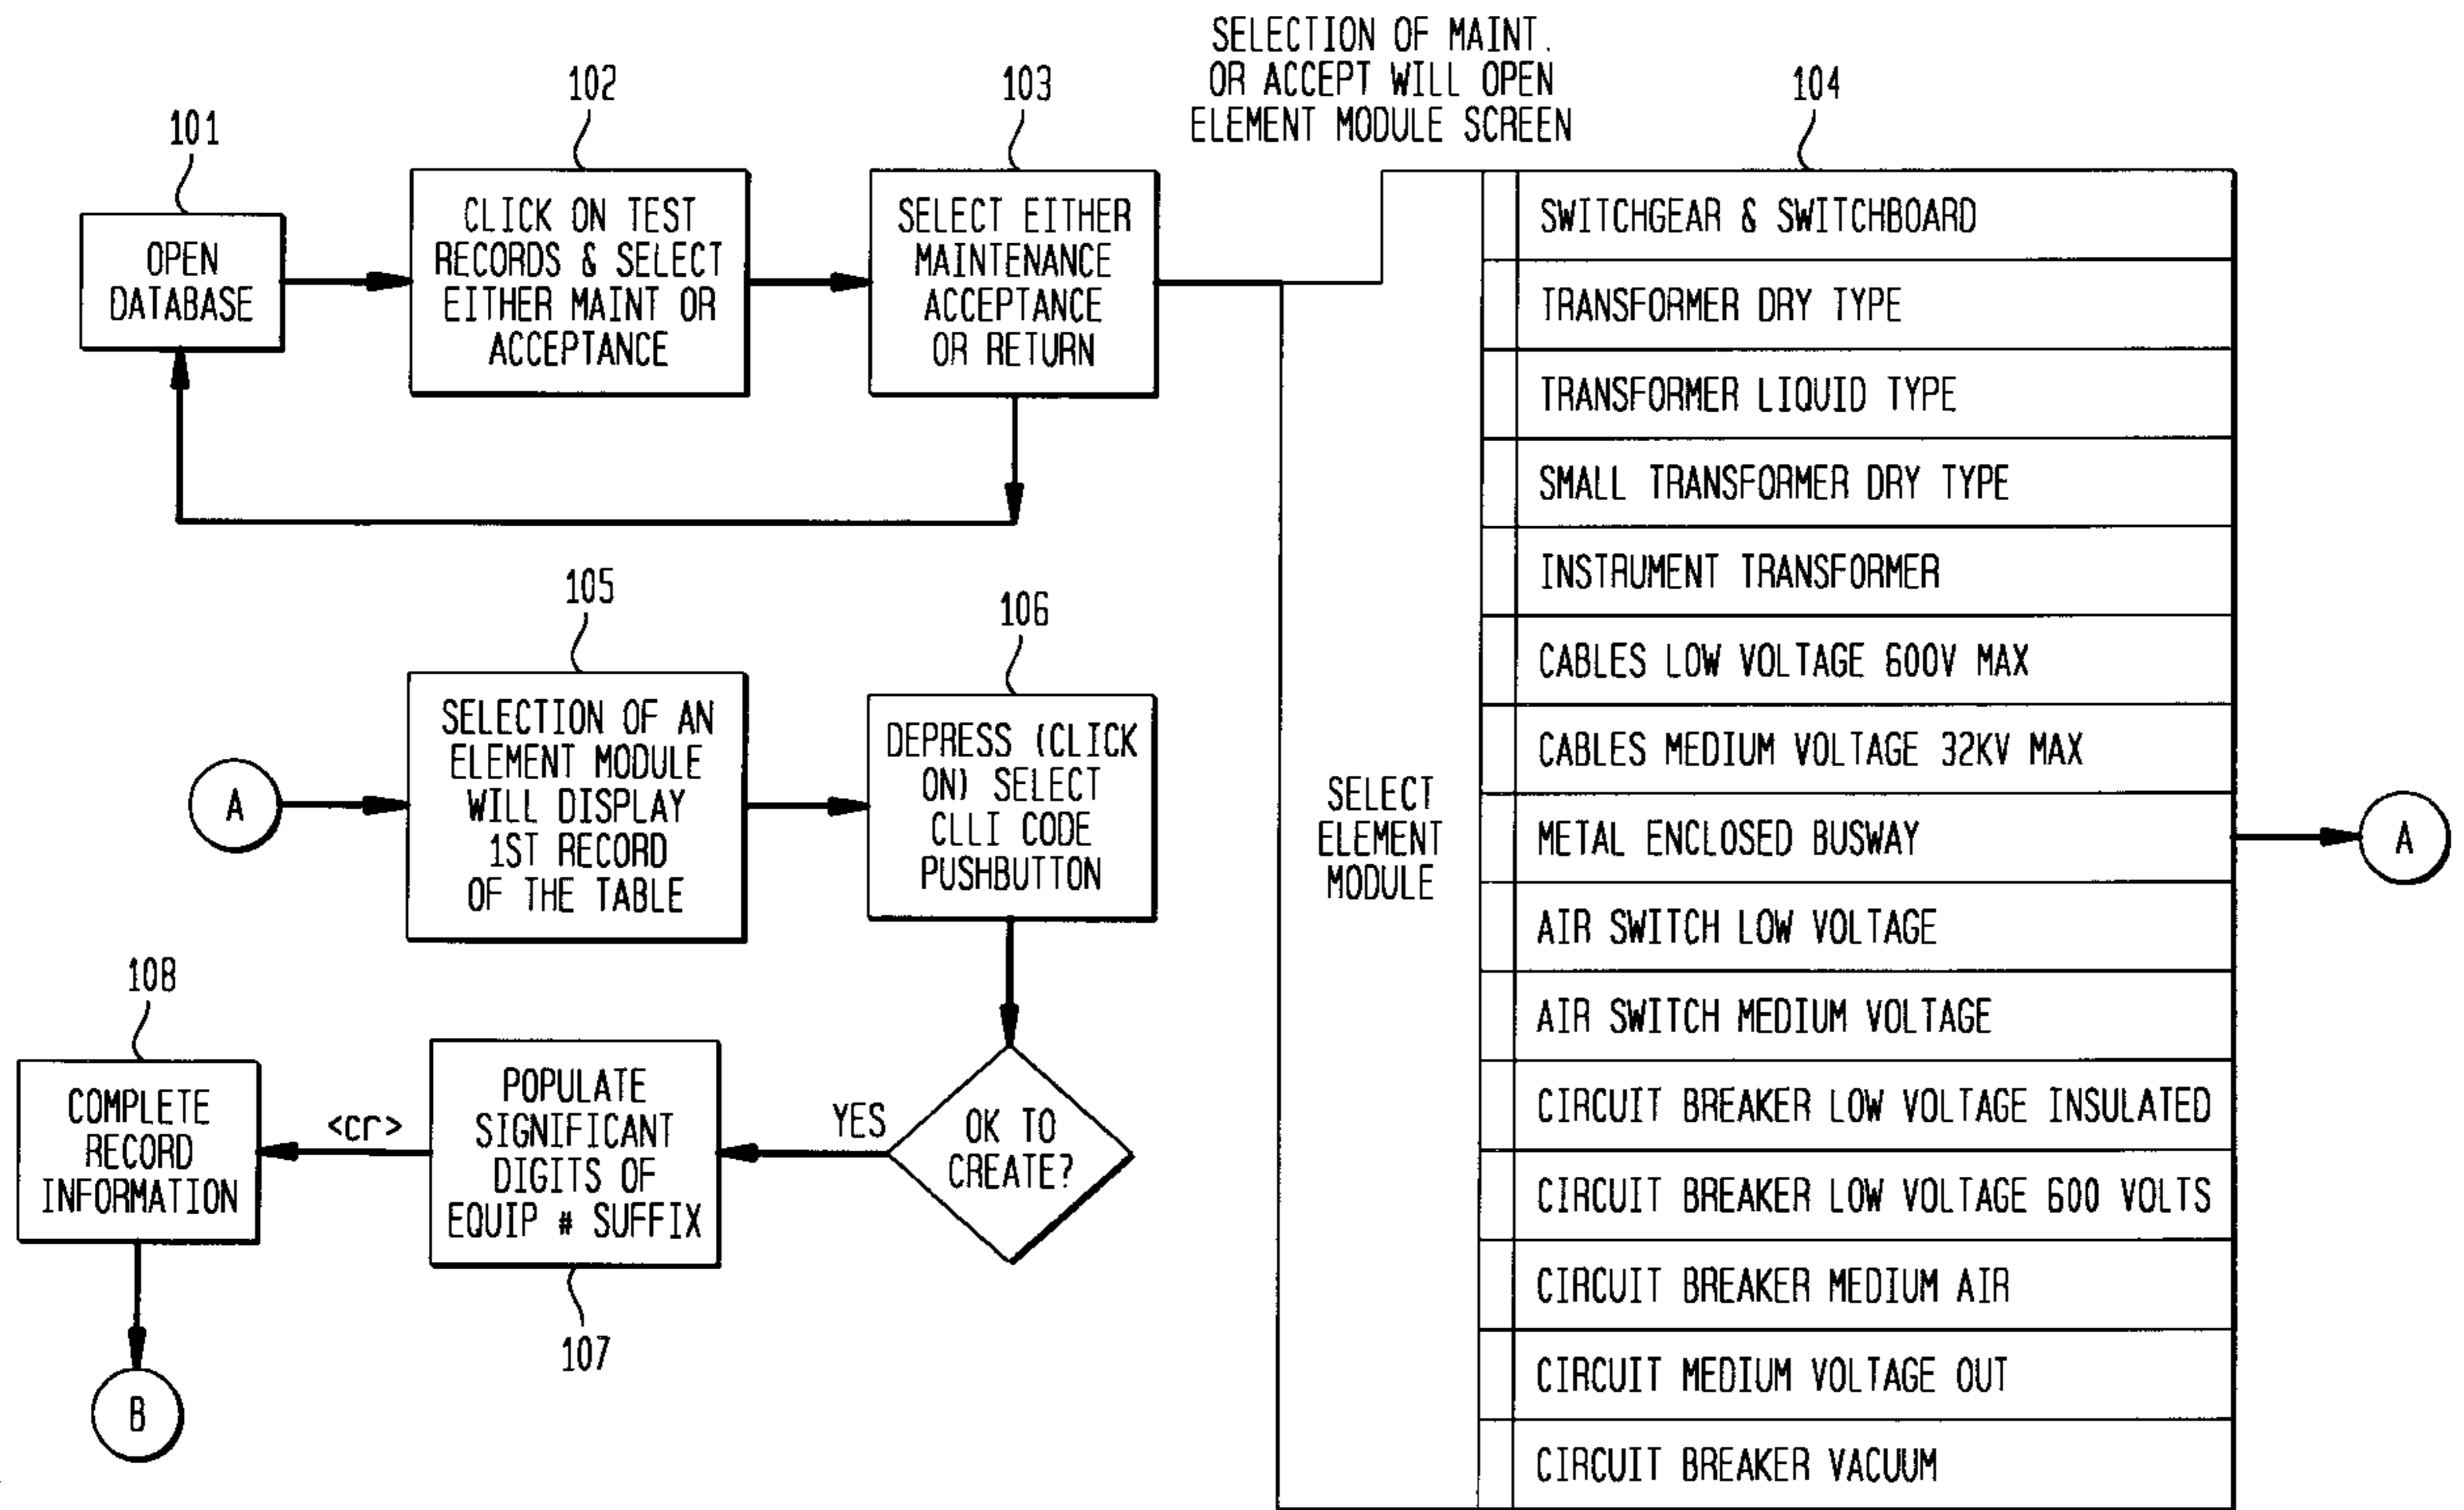 SELECTION OF MAINT.
OR ACCEPT WILL OPEN
ELEMENT MODULE SCREEN
101
102
103
104
OPEN
DATABASE
CLICK ON TEST
RECORDS & SELECT
EITHER MAINT OR
ACCEPTANCE
SELECT EITHER
MAINTENANCE
ACCEPTANCE
OR RETURN
SELECT
ELEMENT
MODULE
SWITCHGEAR & SWITCHBOARD
TRANSFORMER DRY TYPE
TRANSFORMER LIQUID TYPE
SMALL TRANSFORMER DRY TYPE
INSTRUMENT TRANSFORMER
CABLES LOW VOLTAGE 600V MAX
CABLES MEDIUM VOLTAGE 32KV MAX
METAL ENCLOSED BUSWAY
AIR SWITCH LOW VOLTAGE
AIR SWITCH MEDIUM VOLTAGE
CIRCUIT BREAKER LOW VOLTAGE INSULATED
CIRCUIT BREAKER LOW VOLTAGE 600 VOLTS
CIRCUIT BREAKER MEDIUM AIR
CIRCUIT MEDIUM VOLTAGE OUT
CIRCUIT BREAKER VACUUM
A
A
105
SELECTION OF AN
ELEMENT MODULE
WILL DISPLAY
1ST RECORD
OF THE TABLE
106
DEPRESS (CLICK
ON) SELECT
CLLI CODE
PUSHBUTTON
OK TO
CREATE?
YES
POPULATE
SIGNIFICANT
DIGITS OF
EQUIP # SUFFIX
107
<cr>
108
COMPLETE
RECORD
INFORMATION
B